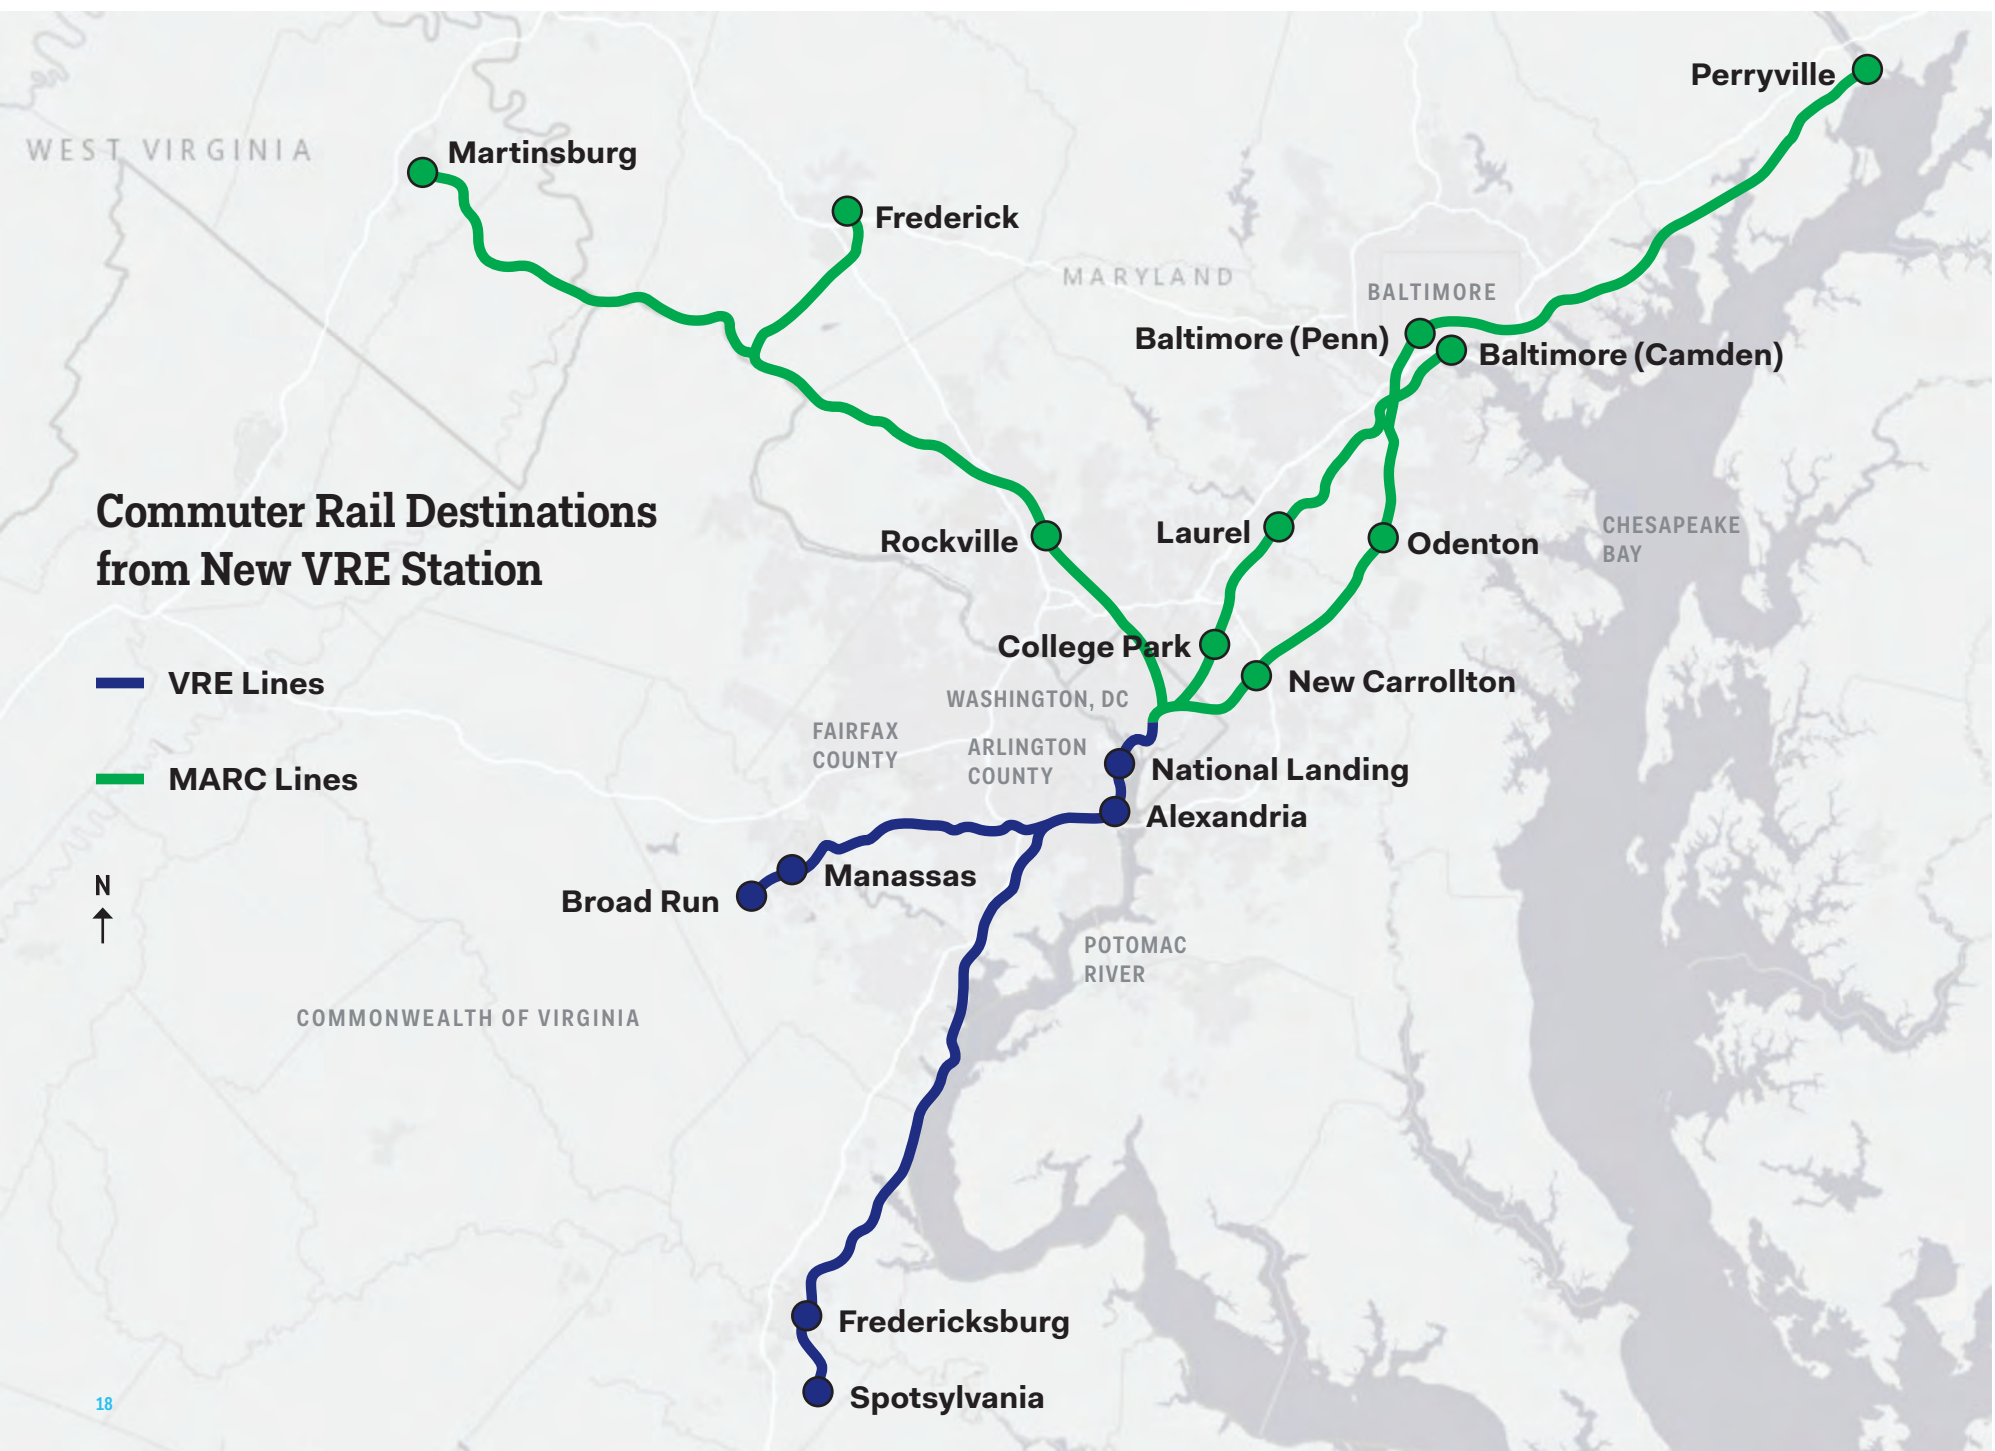 Perryville
WEST VIRGINIA
Martinsburg
Frederick
MARYLAND
BALTIMORE
Baltimore (Penn)
Baltimore (Camden)
Commuter Rail Destinations
from New VRE Station
Rockville
Laurel
Odenton
CHESAPEAKE
BAY
College Park
New Carrollton
VRE Lines
WASHINGTON, DC
FAIRFAX
COUNTY
ARLINGTON
COUNTY
National Landing
MARC Lines
Alexandria
Manassas
Broad Run
N
POTOMAC
RIVER
COMMONWEALTH OF VIRGINIA
Fredericksburg
Spotsylvania
18